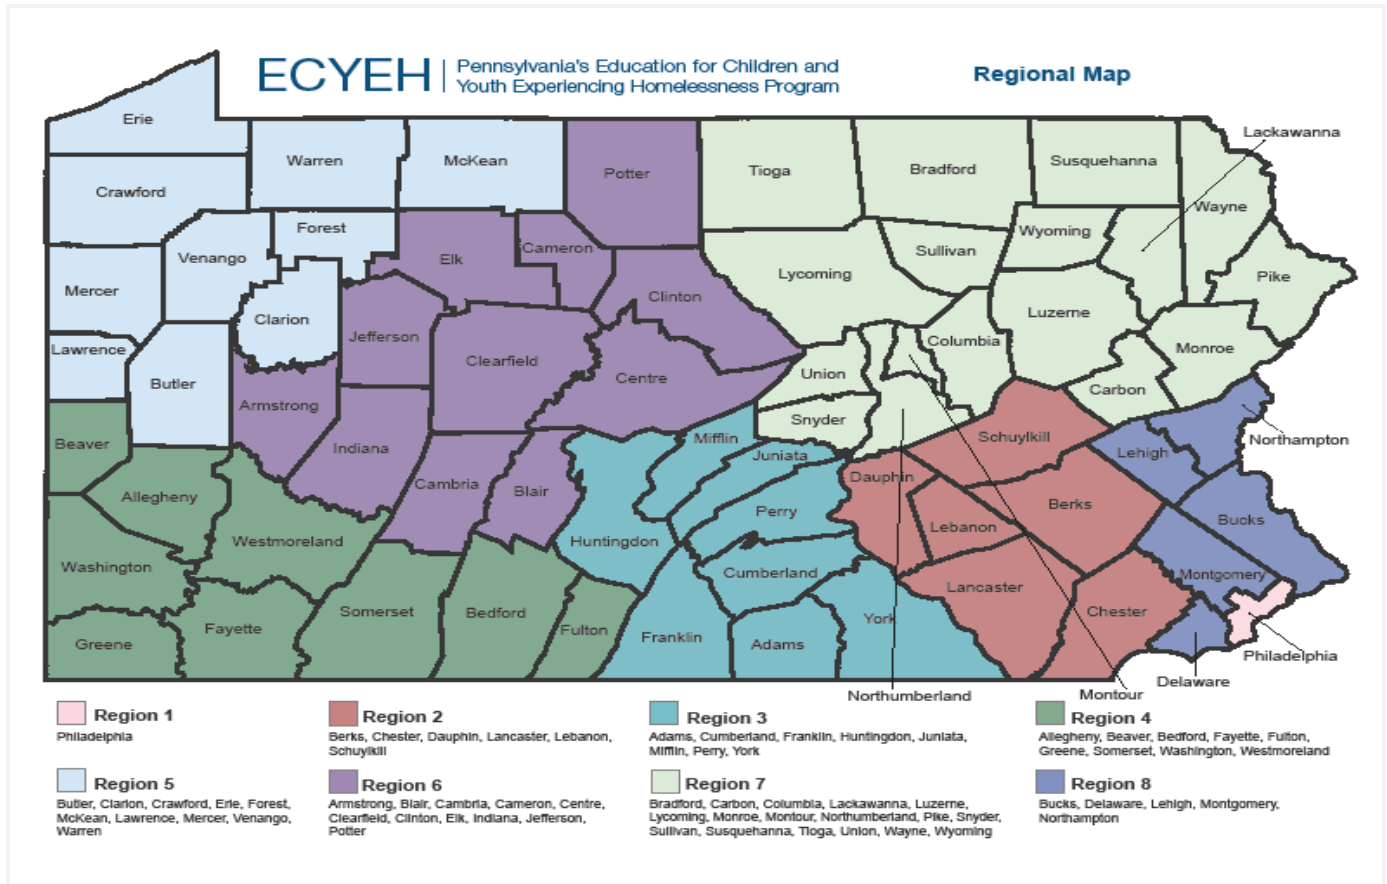 ECYEH
Pennsylvania's Education for Children and
Youth Experiencing Homelessness Program
Regional Map
Erie
Warren
McKean
Potter
Tioga
Bradford
Susquehanna
Lackawanna
Crawford
Wayne
Forest
Wyoming
Venango
Elk
Cameron
Sullivan
Lycoming
Pike
Mercer
Clinton
Clarion
Luzerne
Jefferson
Columbia
Lawrence
Clearfield
Monroe
Butler
Centre
Union
Carbon
Armstrong
Snyder
Beaver
Indiana
Mifflin
Schuylkill
Northampton
Juniata
Lehigh
Allegheny
Cambria
Blair
Dauphin
Berks
Perry
Lebanon
Bucks
Westmoreland
Huntingdon
Washington
Cumberland
Montgomery
Lancaster
Somerset
Bedford
Chester
York
Fayette
Fulton
Franklin
Adams
Greene
Philadelphia
Delaware
Northumberland
Montour
Region 1
Philadelphia
Region 2
Berks, Chester, Dauphin, Lancaster, Lebanon,
Schuylkill
Region 3
Adams, Cumberland, Franklin, Huntingdon, Juniata,
Mifflin, Perry, York
Region 4
Allegheny, Beaver, Bedford, Fayette, Fulton,
Greene, Somerset, Washington, Westmoreland
Region 5
Butler, Clarion, Crawford, Erie, Forest,
McKean, Lawrence, Mercer, Venango,
Warren
Region 6
Armstrong, Blair, Cambria, Cameron, Centre,
Clearfield, Clinton, Elk, Indiana, Jefferson,
Potter
Region 7
Bradford, Carbon, Columbia, Lackawanna, Luzerne,
Lycoming, Monroe, Montour, Northumberland, Pike, Snyder,
Sullivan, Susquehanna, Tioga, Union, Wayne, Wyoming
Region 8
Bucks, Delaware, Lehigh, Montgomery,
Northampton